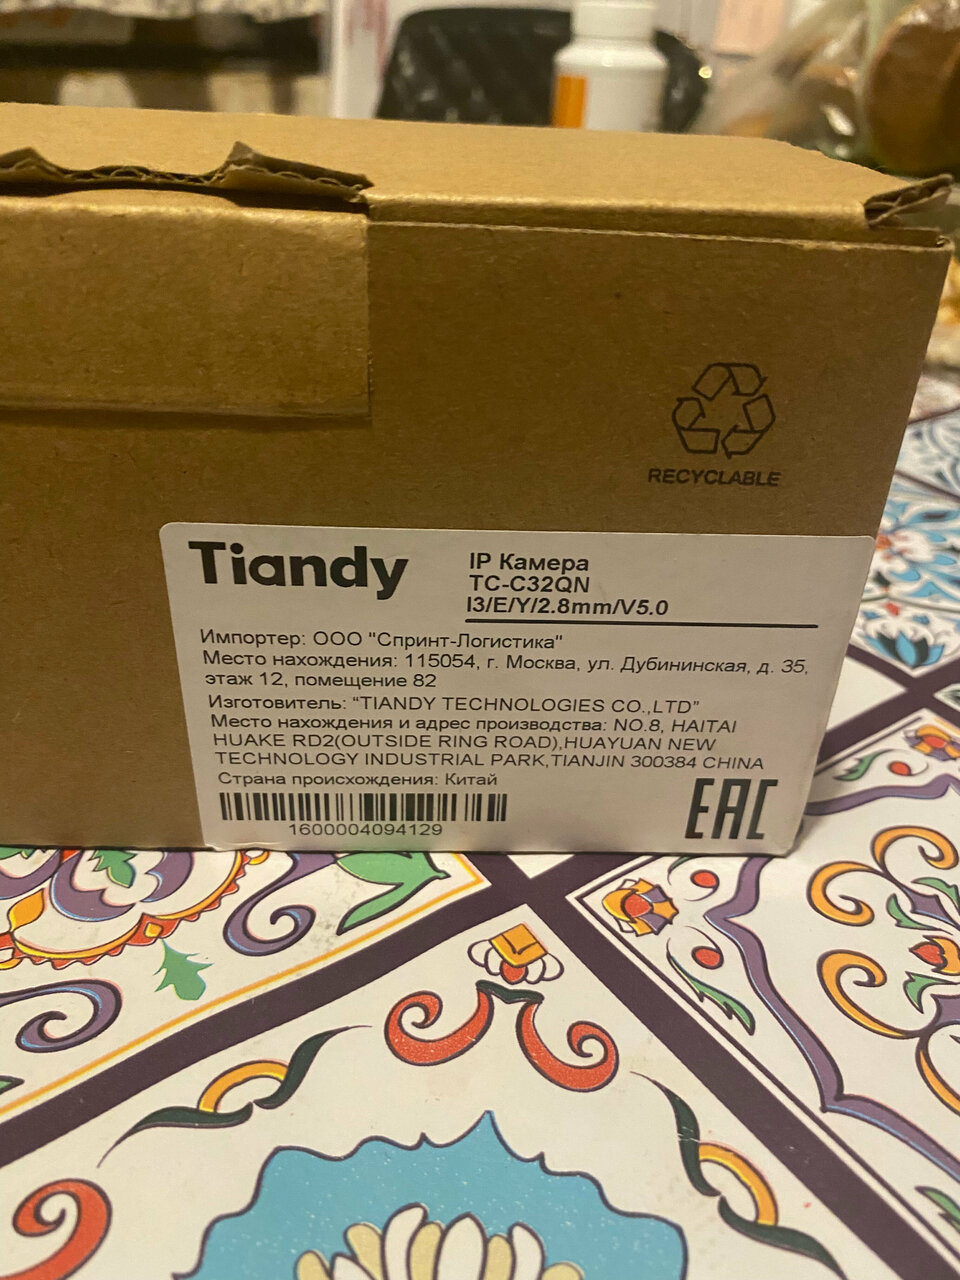 RECYCLABLE
Tiandy
IP Камера
TC-C32QN
I3/E/Y/2.8mm/V5.0
Импортер: ООО "Спринт-Логистика"
Место нахождения: 115054, г. Москва, ул. Дубининская, д. 35,
этаж 12, помещение 82
Изготовитель: “TIANDY TECHNOLOGIES CO.,LTD”
Место нахождения и адрес производства: NO.8, HAITAI
HUAKE RD2(OUTSIDE RING ROAD),HUAYUAN NEW
TECHNOLOGY INDUSTRIAL PARK,TIANJIN 300384 CHINA
Страна происхождения: Китай
1600004094129
EAC